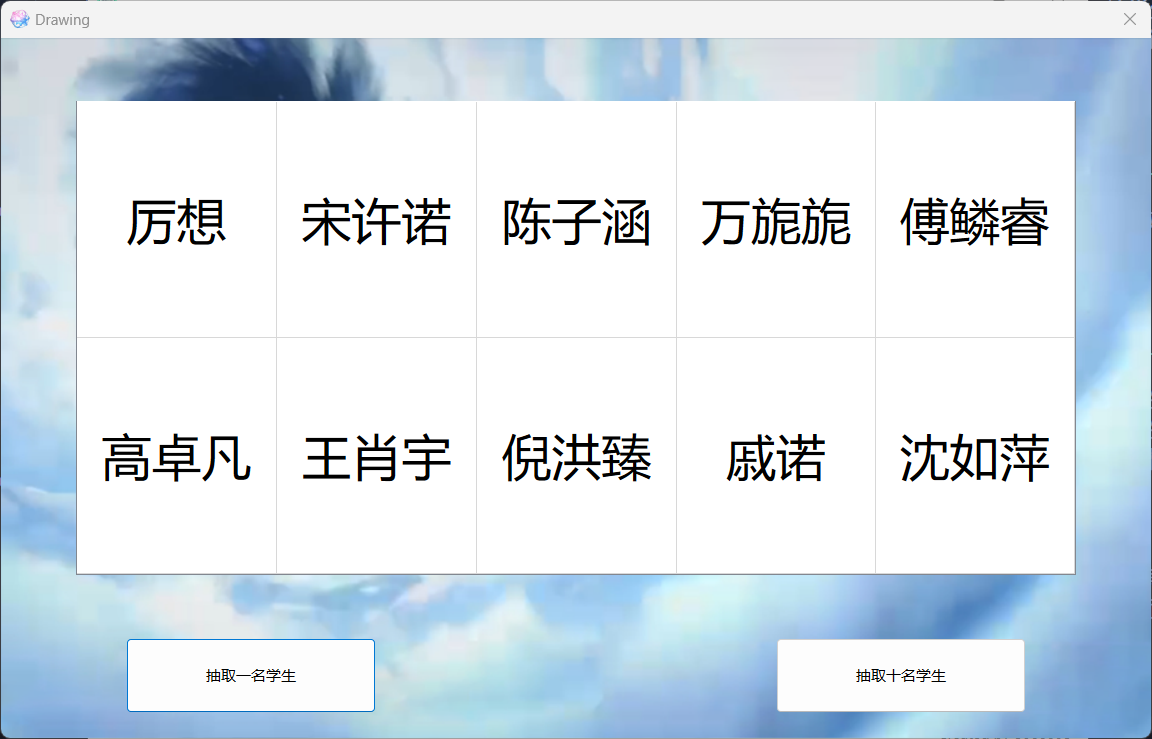 Drawing
厉想 宋许诺 陈子涵 万旎旎 傅鳞睿
高卓凡 王肖宇 倪洪臻 戚诺 沈如萍
抽取一名学生 抽取十名学生